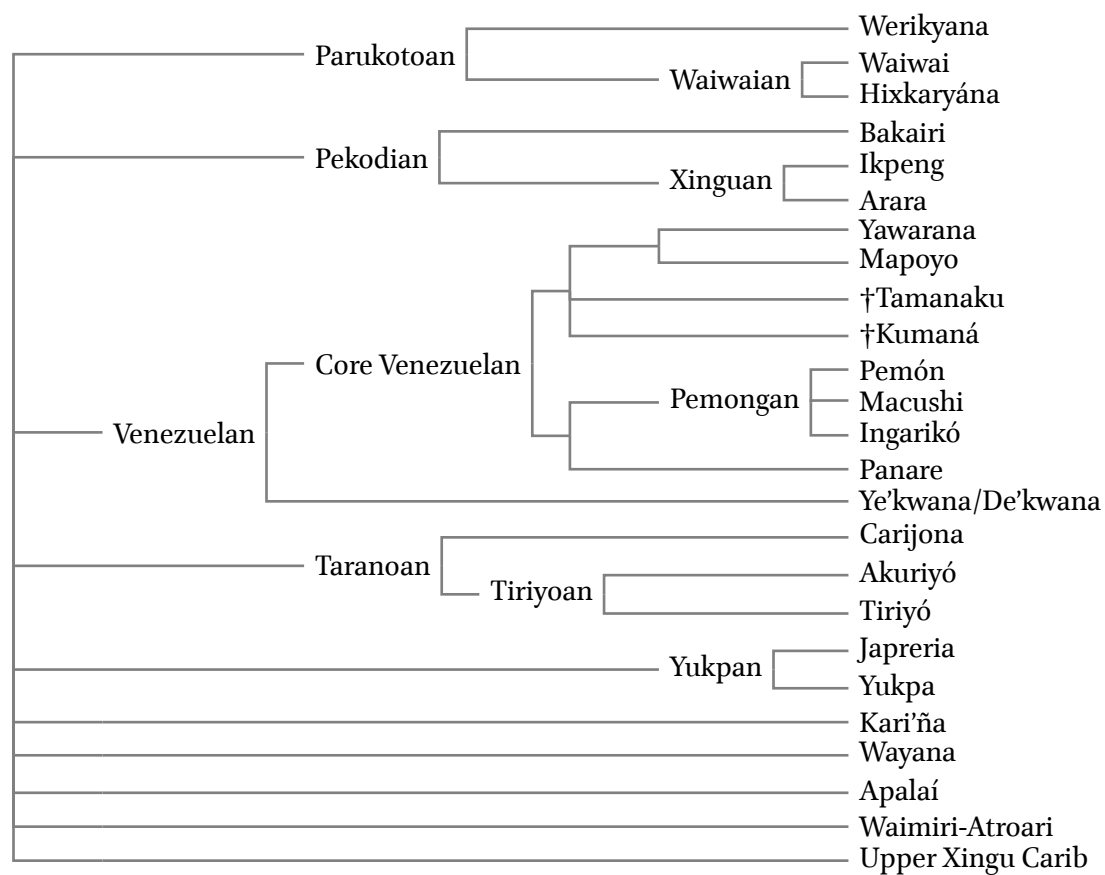 Werikyana
Parukotoan
Waiwai
Waiwaian
Hixkaryána
Bakairi
Pekodian
Ikpeng
Xinguan
Arara
Yawarana
Mapoyo
†Tamanaku
†Kumaná
Core Venezuelan
Pemón
Pemongan
Macushi
Ingarikó
Venezuelan
Panare
Ye’kwana/De’kwana
Carijona
Taranoan
Akuriyó
Tiriyoan
Tiriyó
Japreria
Yukpan
Yukpa
Kari’ña
Wayana
Apalaí
Waimiri-Atroari
Upper Xingu Carib